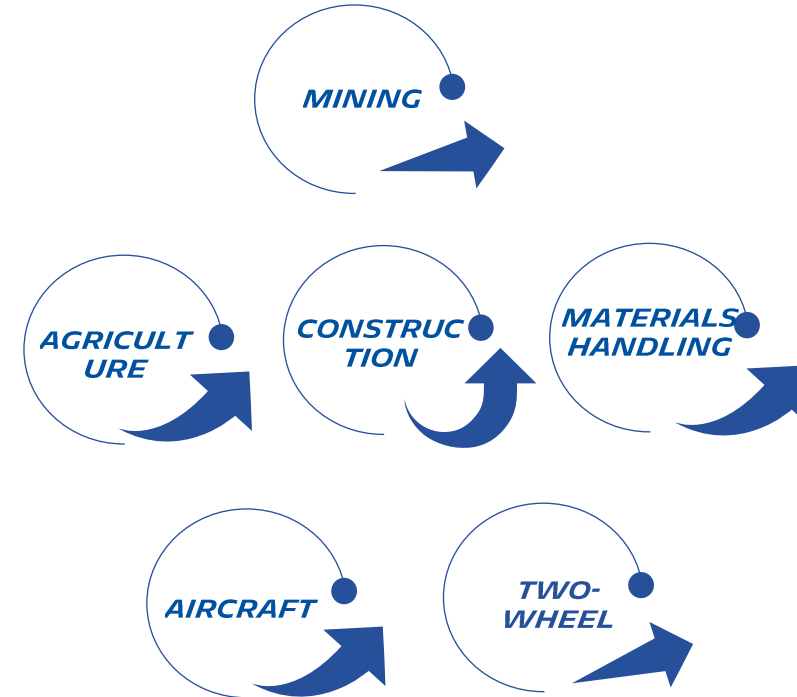 MINING
AGRICULT
URE
CONSTRUC
TION
MATERIALS
HANDLING
AIRCRAFT
TWO-
WHEEL